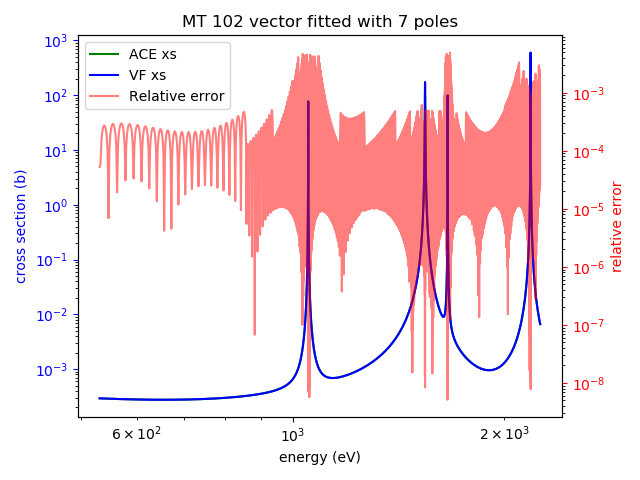 MT 102 vector fitted with 7 poles
ACE xs
VF xs
Relative error
cross section (b)
10³
10²
10¹
10⁰
10⁻¹
10⁻²
10⁻³
10⁻³
10⁻⁴
10⁻⁵
10⁻⁶
10⁻⁷
10⁻⁸
relative error
6 × 10²
10³
2 × 10³
energy (eV)